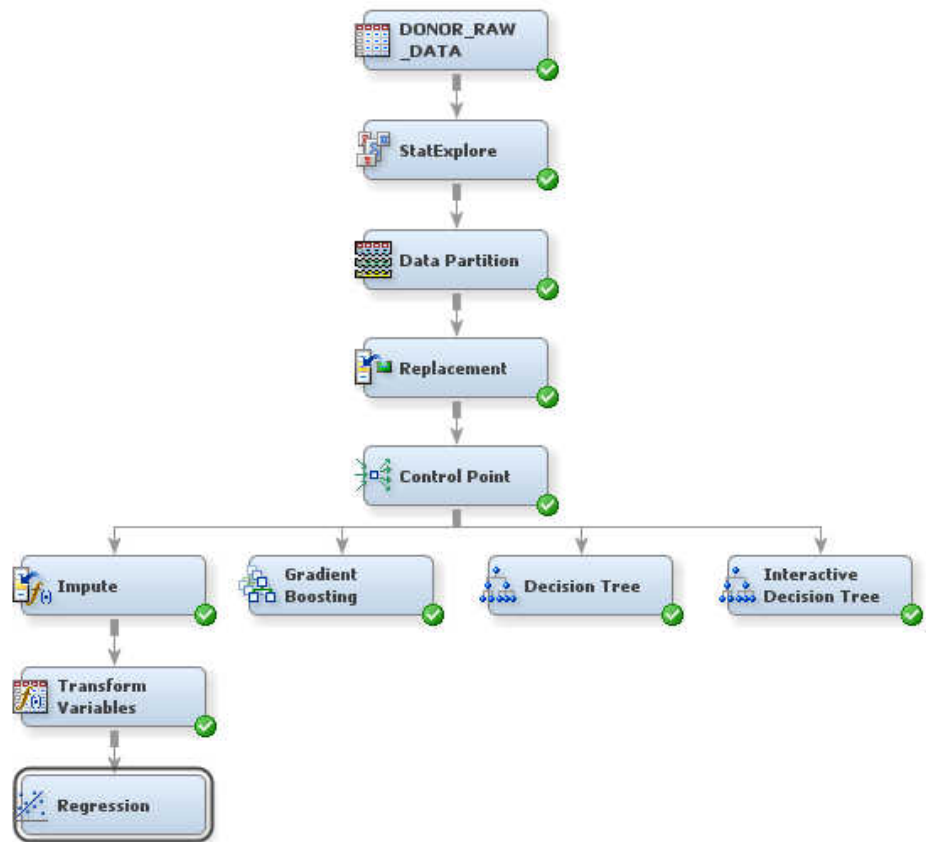 DONOR_RAW
_DATA
StatExplore
Data Partition
Replacement
Control Point
Impute
Gradient
Boosting
Decision Tree
Interactive
Decision Tree
Transform
Variables
Regression